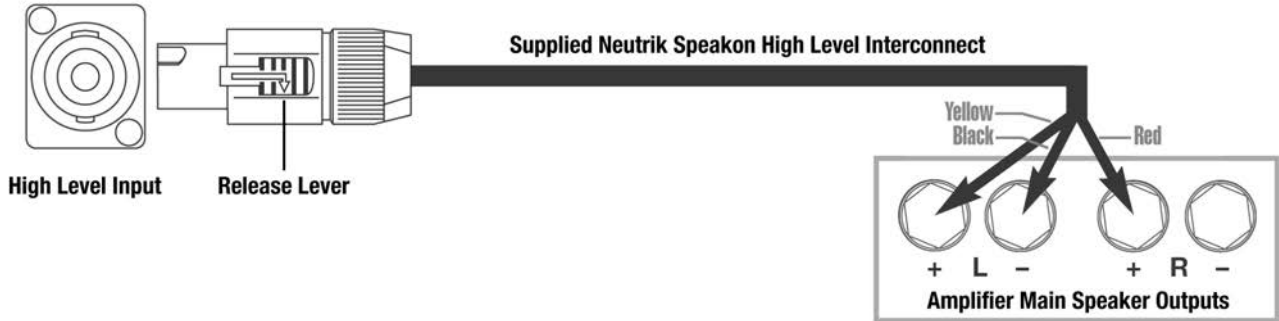 Supplied Neutrik Speakon High Level Interconnect
Yellow
Black
Red
High Level Input
Release Lever
+ L − + R −
Amplifier Main Speaker Outputs